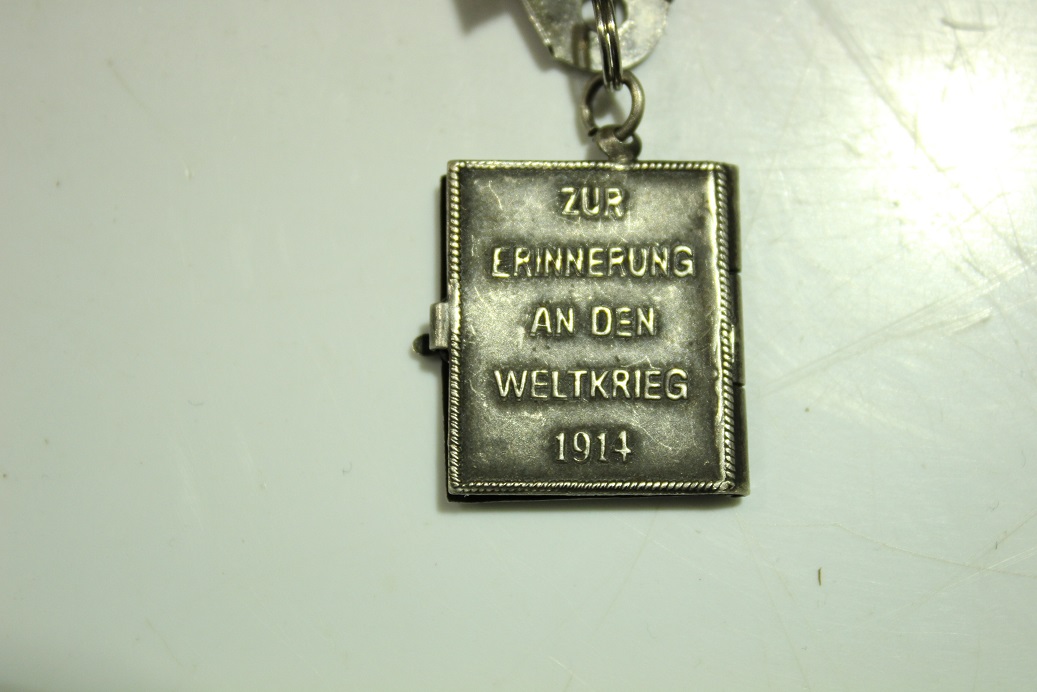 ZUR
ERINNERUNG
AN DEN
WELTKRIEG
1914